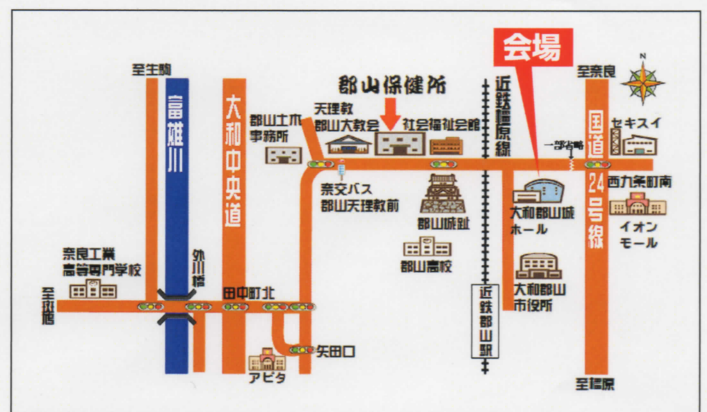 会場
至生駒
富雄川
大和中央道
郡山土木
事務所
天理教
郡山大教会
郡山保健所
社会福祉会館
近鉄橿原線
至奈良
N
国道24号線
セキスイ
一部省略
奈交バス
郡山天理教前
郡山城趾
大和郡山城
ホール
西九条町南
イオン
モール
郡山高校
大和郡山
市役所
奈良工業
高等専門学校
外川橋
田中町北
近鉄郡山駅
矢田口
アピタ
至橿原